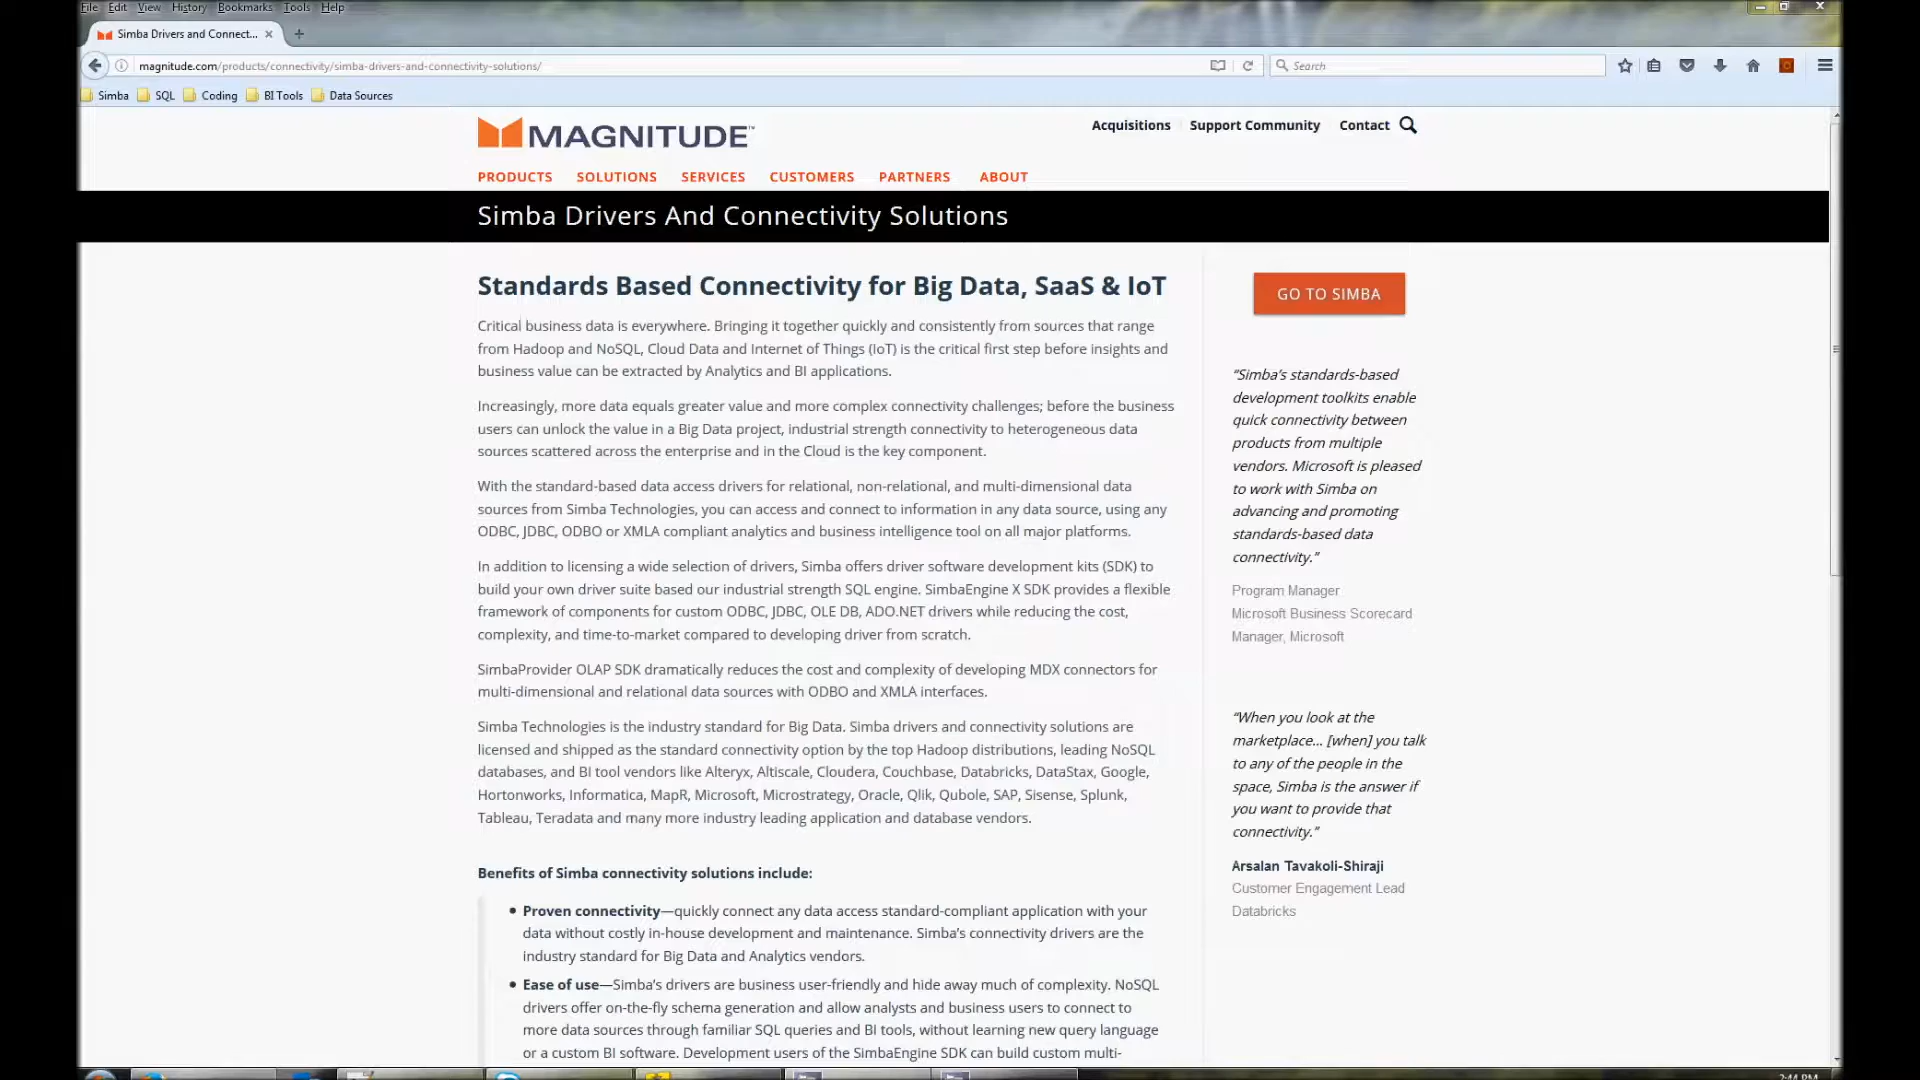 File Edit View History Bookmarks Tools Help
Simba Drivers and Connect...
magnitude.com/products/connectivity/simba-drivers-and-connectivity-solutions/
Search
Simba SQL Coding BI Tools Data Sources
MAGNITUDE™
Acquisitions Support Community Contact
PRODUCTS SOLUTIONS SERVICES CUSTOMERS PARTNERS ABOUT
Simba Drivers And Connectivity Solutions
Standards Based Connectivity for Big Data, SaaS & IoT
Critical business data is everywhere. Bringing it together quickly and consistently from sources that range
from Hadoop and NoSQL, Cloud Data and Internet of Things (IoT) is the critical first step before insights and
business value can be extracted by Analytics and BI applications.
Increasingly, more data equals greater value and more complex connectivity challenges; before the business
users can unlock the value in a Big Data project, industrial strength connectivity to heterogeneous data
sources scattered across the enterprise and in the Cloud is the key component.
With the standard-based data access drivers for relational, non-relational, and multi-dimensional data
sources from Simba Technologies, you can access and connect to information in any data source, using any
ODBC, JDBC, ODBO or XMLA compliant analytics and business intelligence tool on all major platforms.
In addition to licensing a wide selection of drivers, Simba offers driver software development kits (SDK) to
build your own driver suite based our industrial strength SQL engine. SimbaEngine X SDK provides a flexible
framework of components for custom ODBC, JDBC, OLE DB, ADO.NET drivers while reducing the cost,
complexity, and time-to-market compared to developing driver from scratch.
SimbaProvider OLAP SDK dramatically reduces the cost and complexity of developing MDX connectors for
multi-dimensional and relational data sources with ODBO and XMLA interfaces.
Simba Technologies is the industry standard for Big Data. Simba drivers and connectivity solutions are
licensed and shipped as the standard connectivity option by the top Hadoop distributions, leading NoSQL
databases, and BI tool vendors like Alteryx, Altiscale, Cloudera, Couchbase, Databricks, DataStax, Google,
Hortonworks, Informatica, MapR, Microsoft, Microstrategy, Oracle, Qlik, Qubole, SAP, Sisense, Splunk,
Tableau, Teradata and many more industry leading application and database vendors.
Benefits of Simba connectivity solutions include:
• Proven connectivity—quickly connect any data access standard-compliant application with your
data without costly in-house development and maintenance. Simba’s connectivity drivers are the
industry standard for Big Data and Analytics vendors.
• Ease of use—Simba’s drivers are business user-friendly and hide away much of complexity. NoSQL
drivers offer on-the-fly schema generation and allow analysts and business users to connect to
more data sources through familiar SQL queries and BI tools, without learning new query language
or a custom BI software. Development users of the SimbaEngine SDK can build custom multi-
GO TO SIMBA
“Simba’s standards-based
development toolkits enable
quick connectivity between
products from multiple
vendors. Microsoft is pleased
to work with Simba on
advancing and promoting
standards-based data
connectivity.”
Program Manager
Microsoft Business Scorecard
Manager, Microsoft
“When you look at the
marketplace... [when] you talk
to any of the people in the
space, Simba is the answer if
you want to provide that
connectivity.”
Arsalan Tavakoli-Shiraji
Customer Engagement Lead
Databricks
2:44 PM